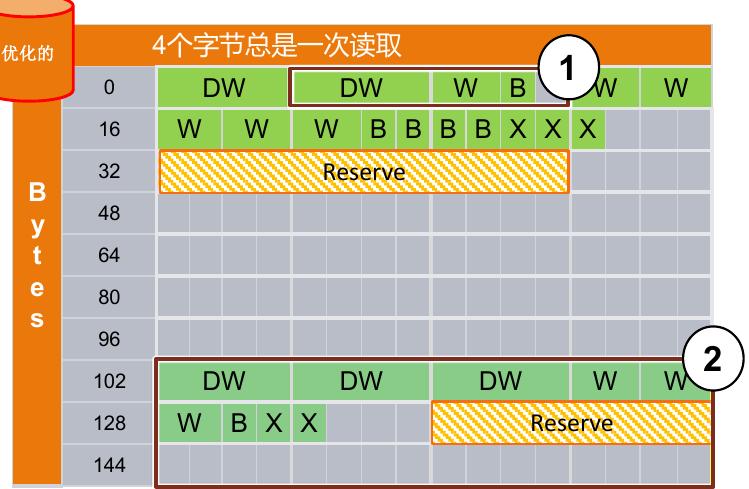 优化的
4个字节总是一次读取
1
0 DW DW W B W W
16 W W W B B B B X X X
32 Reserve
Bytes
48
64
80
96
2
102 DW DW DW W W
128 W B X X Reserve
144